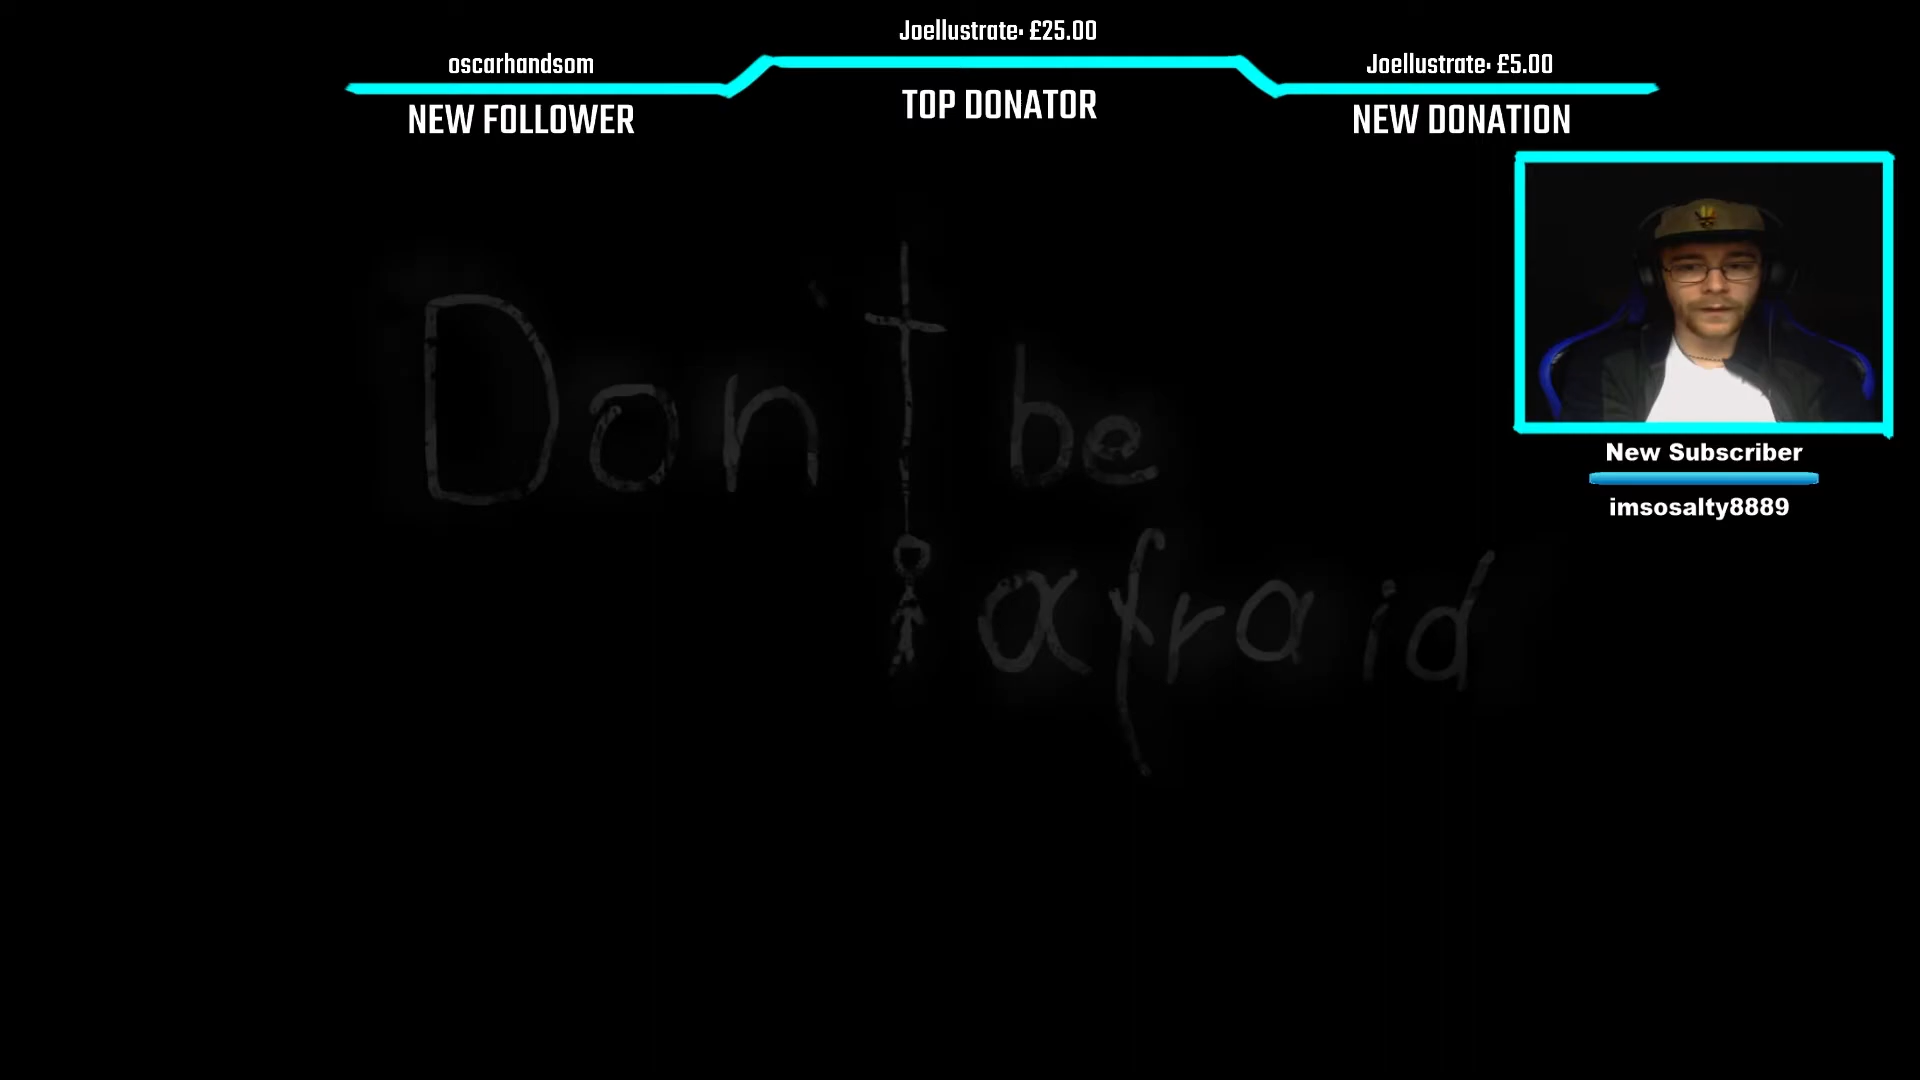 Joellustrate: £25.00
oscarhandsom
Joellustrate: £5.00
TOP DONATOR
NEW FOLLOWER
NEW DONATION
Don't be
afraid
New Subscriber
imsosalty8889